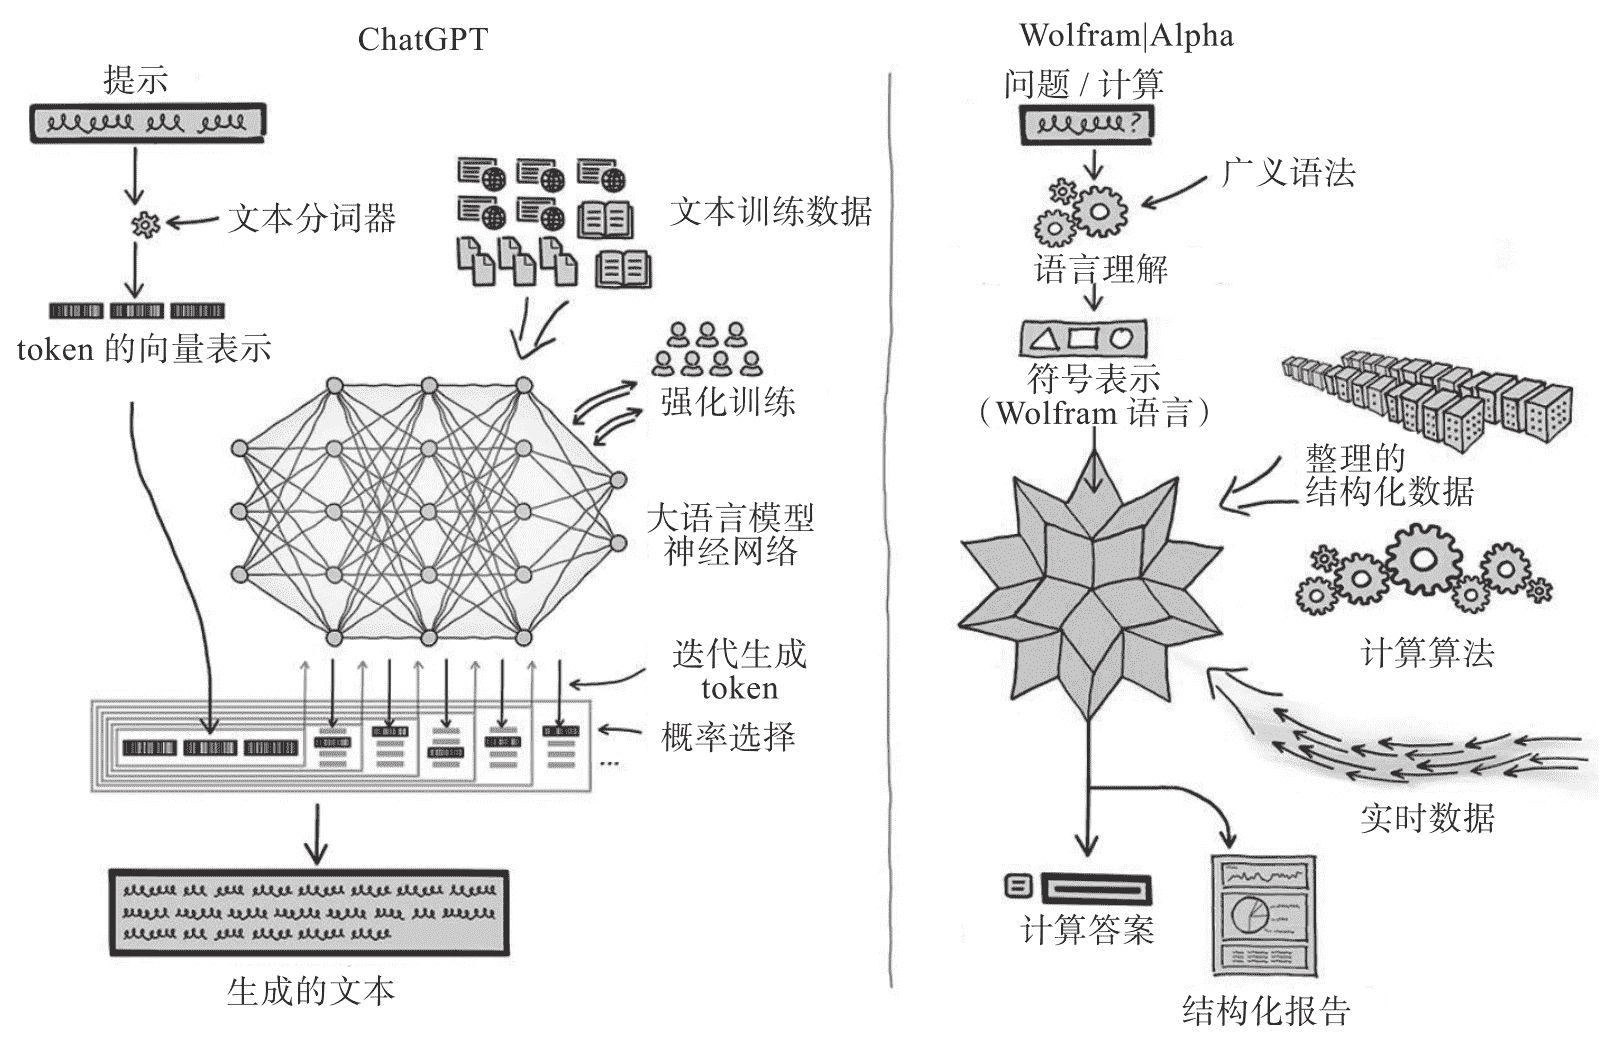 ChatGPT
提示
文本分词器
token 的向量表示
文本训练数据
强化训练
大语言模型
神经网络
迭代生成
token
概率选择
...
生成的文本
Wolfram|Alpha
问题 / 计算
?
广义语法
语言理解
符号表示
（Wolfram 语言）
整理的
结构化数据
计算算法
实时数据
计算答案
结构化报告